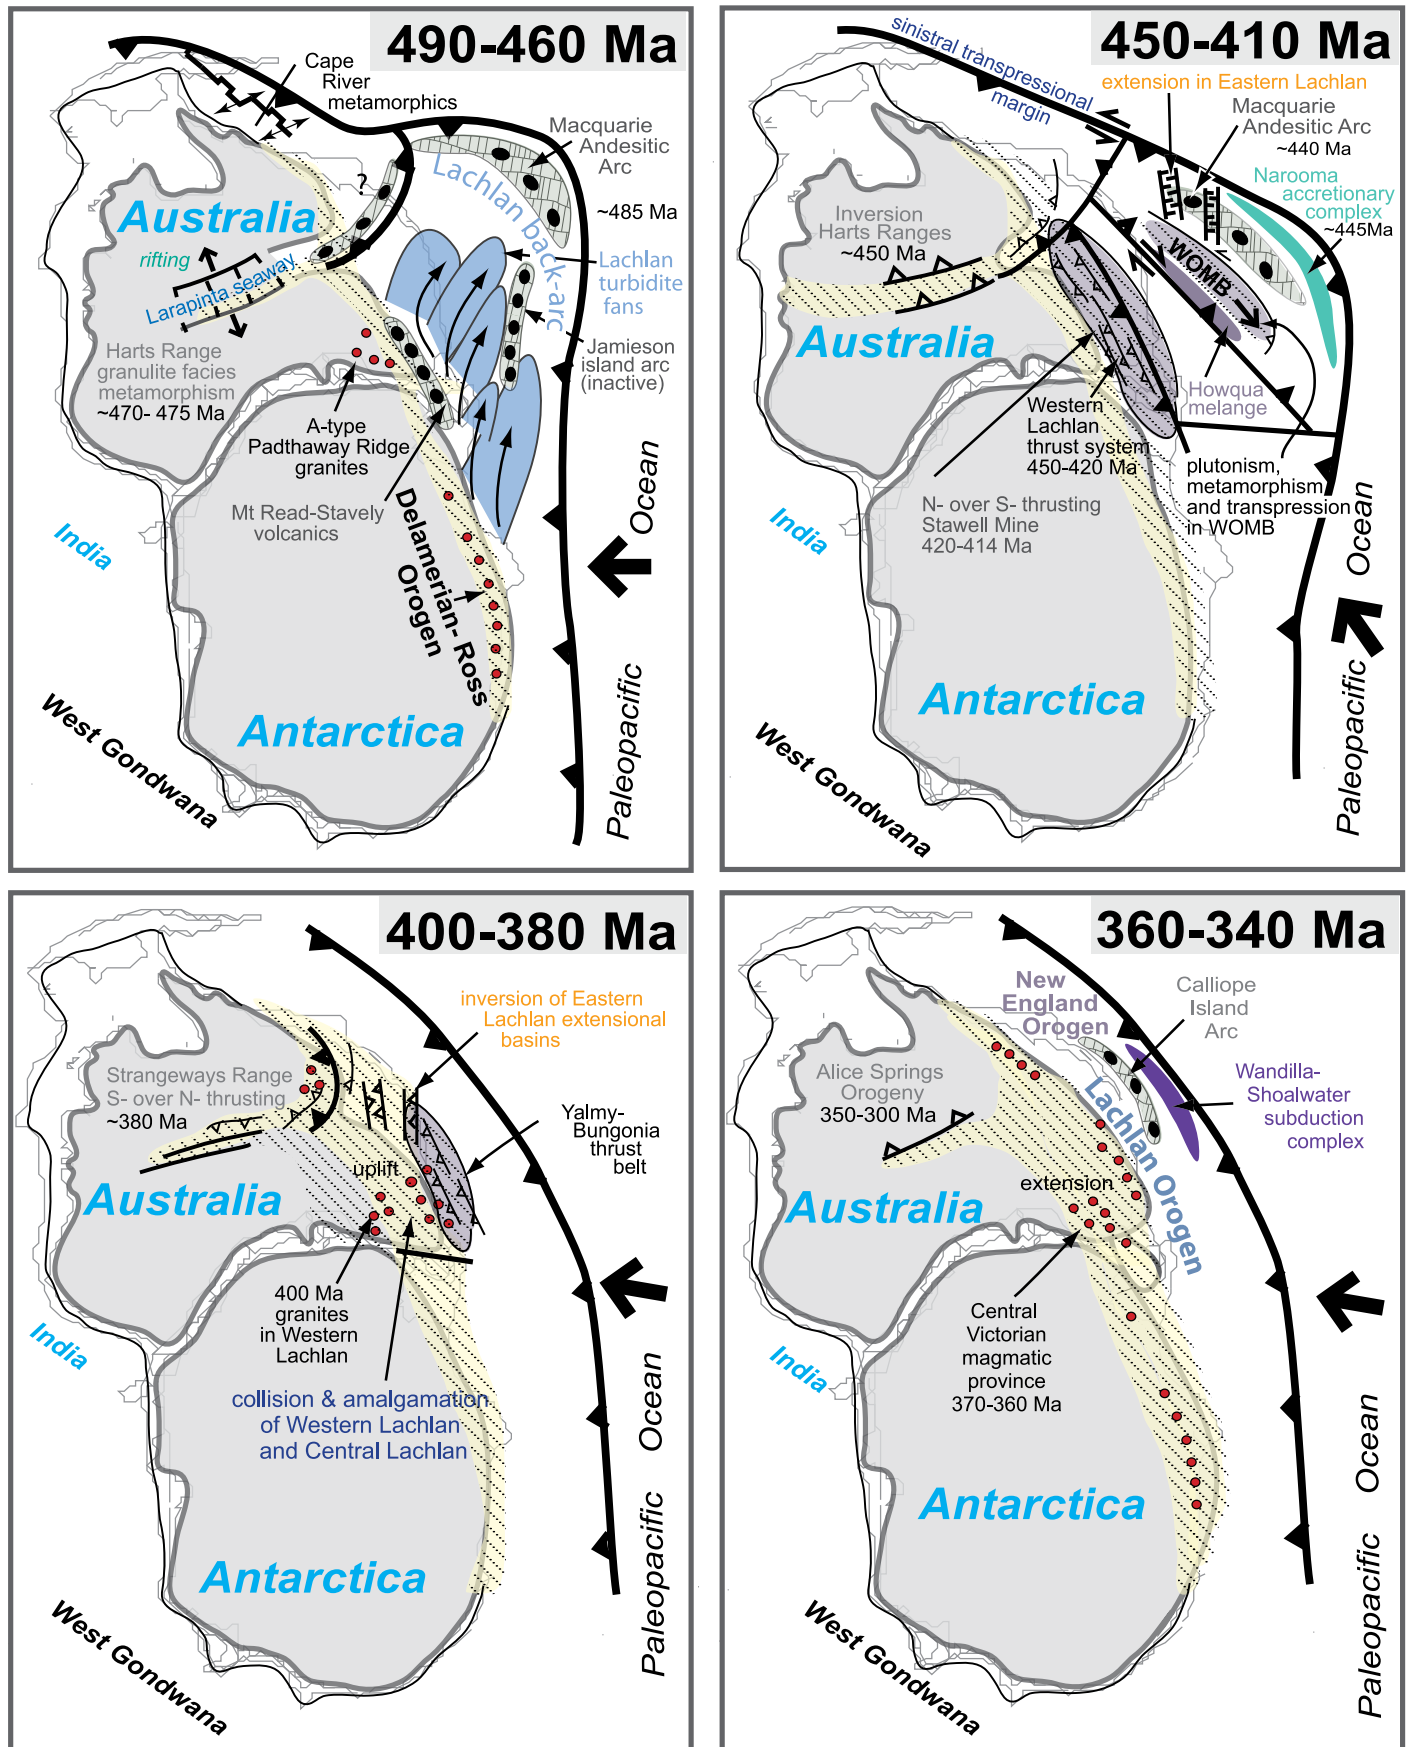 490-460 Ma
Cape
River
metamorphics
Macquarie
Andesitic
Arc
~485 Ma
?
Lachlan back-arc
Australia
rifting
Larapinta seaway
Lachlan
turbidite
fans
Harts Range
granulite facies
metamorphism
~470- 475 Ma
Jamieson
island arc
(inactive)
A-type
Padthaway Ridge
granites
Mt Read-Stavely
volcanics
Delamerian- Ross
Orogen
India
Antarctica
West Gondwana
Paleopacific Ocean
450-410 Ma
sinistral transpressional
margin
extension in Eastern Lachlan
Macquarie
Andesitic Arc
~440 Ma
Narooma
accretionary
complex
~445Ma
Inversion
Harts Ranges
~450 Ma
WOMB
Australia
Howqua
melange
Western
Lachlan
thrust system
450-420 Ma
plutonism,
metamorphism
and transpression
in WOMB
N- over S- thrusting
Stawell Mine
420-414 Ma
India
Antarctica
West Gondwana
Paleopacific Ocean
400-380 Ma
inversion of Eastern
Lachlan extensional
basins
Strangeways Range
S- over N- thrusting
~380 Ma
Yalmy-
Bungonia
thrust
belt
uplift
Australia
400 Ma
granites
in Western
Lachlan
India
collision & amalgamation
of Western Lachlan
and Central Lachlan
Antarctica
West Gondwana
Paleopacific Ocean
360-340 Ma
New
England
Orogen
Calliope
Island
Arc
Alice Springs
Orogeny
350-300 Ma
Wandilla-
Shoalwater
subduction
complex
Lachlan Orogen
extension
Australia
Central
Victorian
magmatic
province
370-360 Ma
India
Antarctica
West Gondwana
Paleopacific Ocean